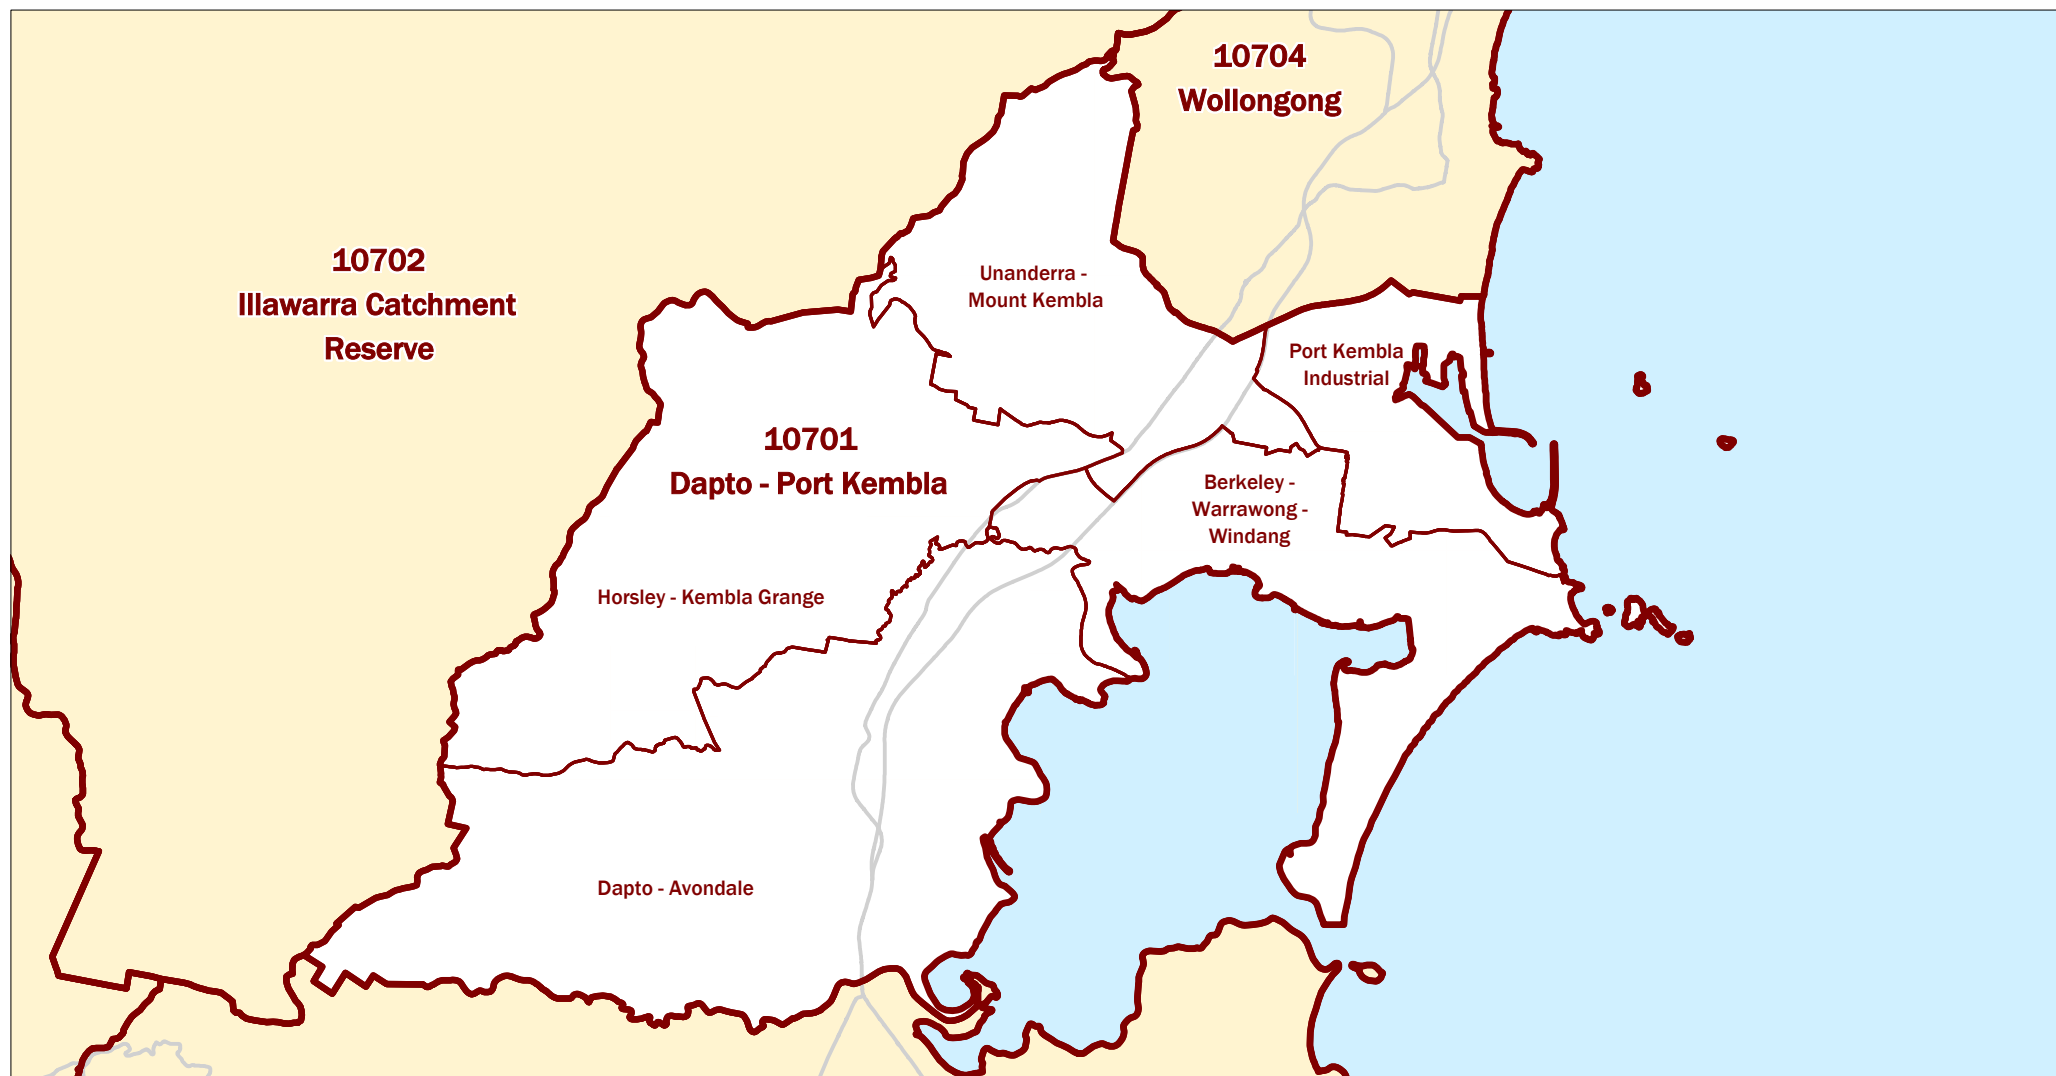 10704
Wollongong
10702
Illawarra Catchment
Reserve
Unanderra -
Mount Kembla
Port Kembla
Industrial
10701
Dapto - Port Kembla
Berkeley -
Warrawong -
Windang
Horsley - Kembla Grange
Dapto - Avondale